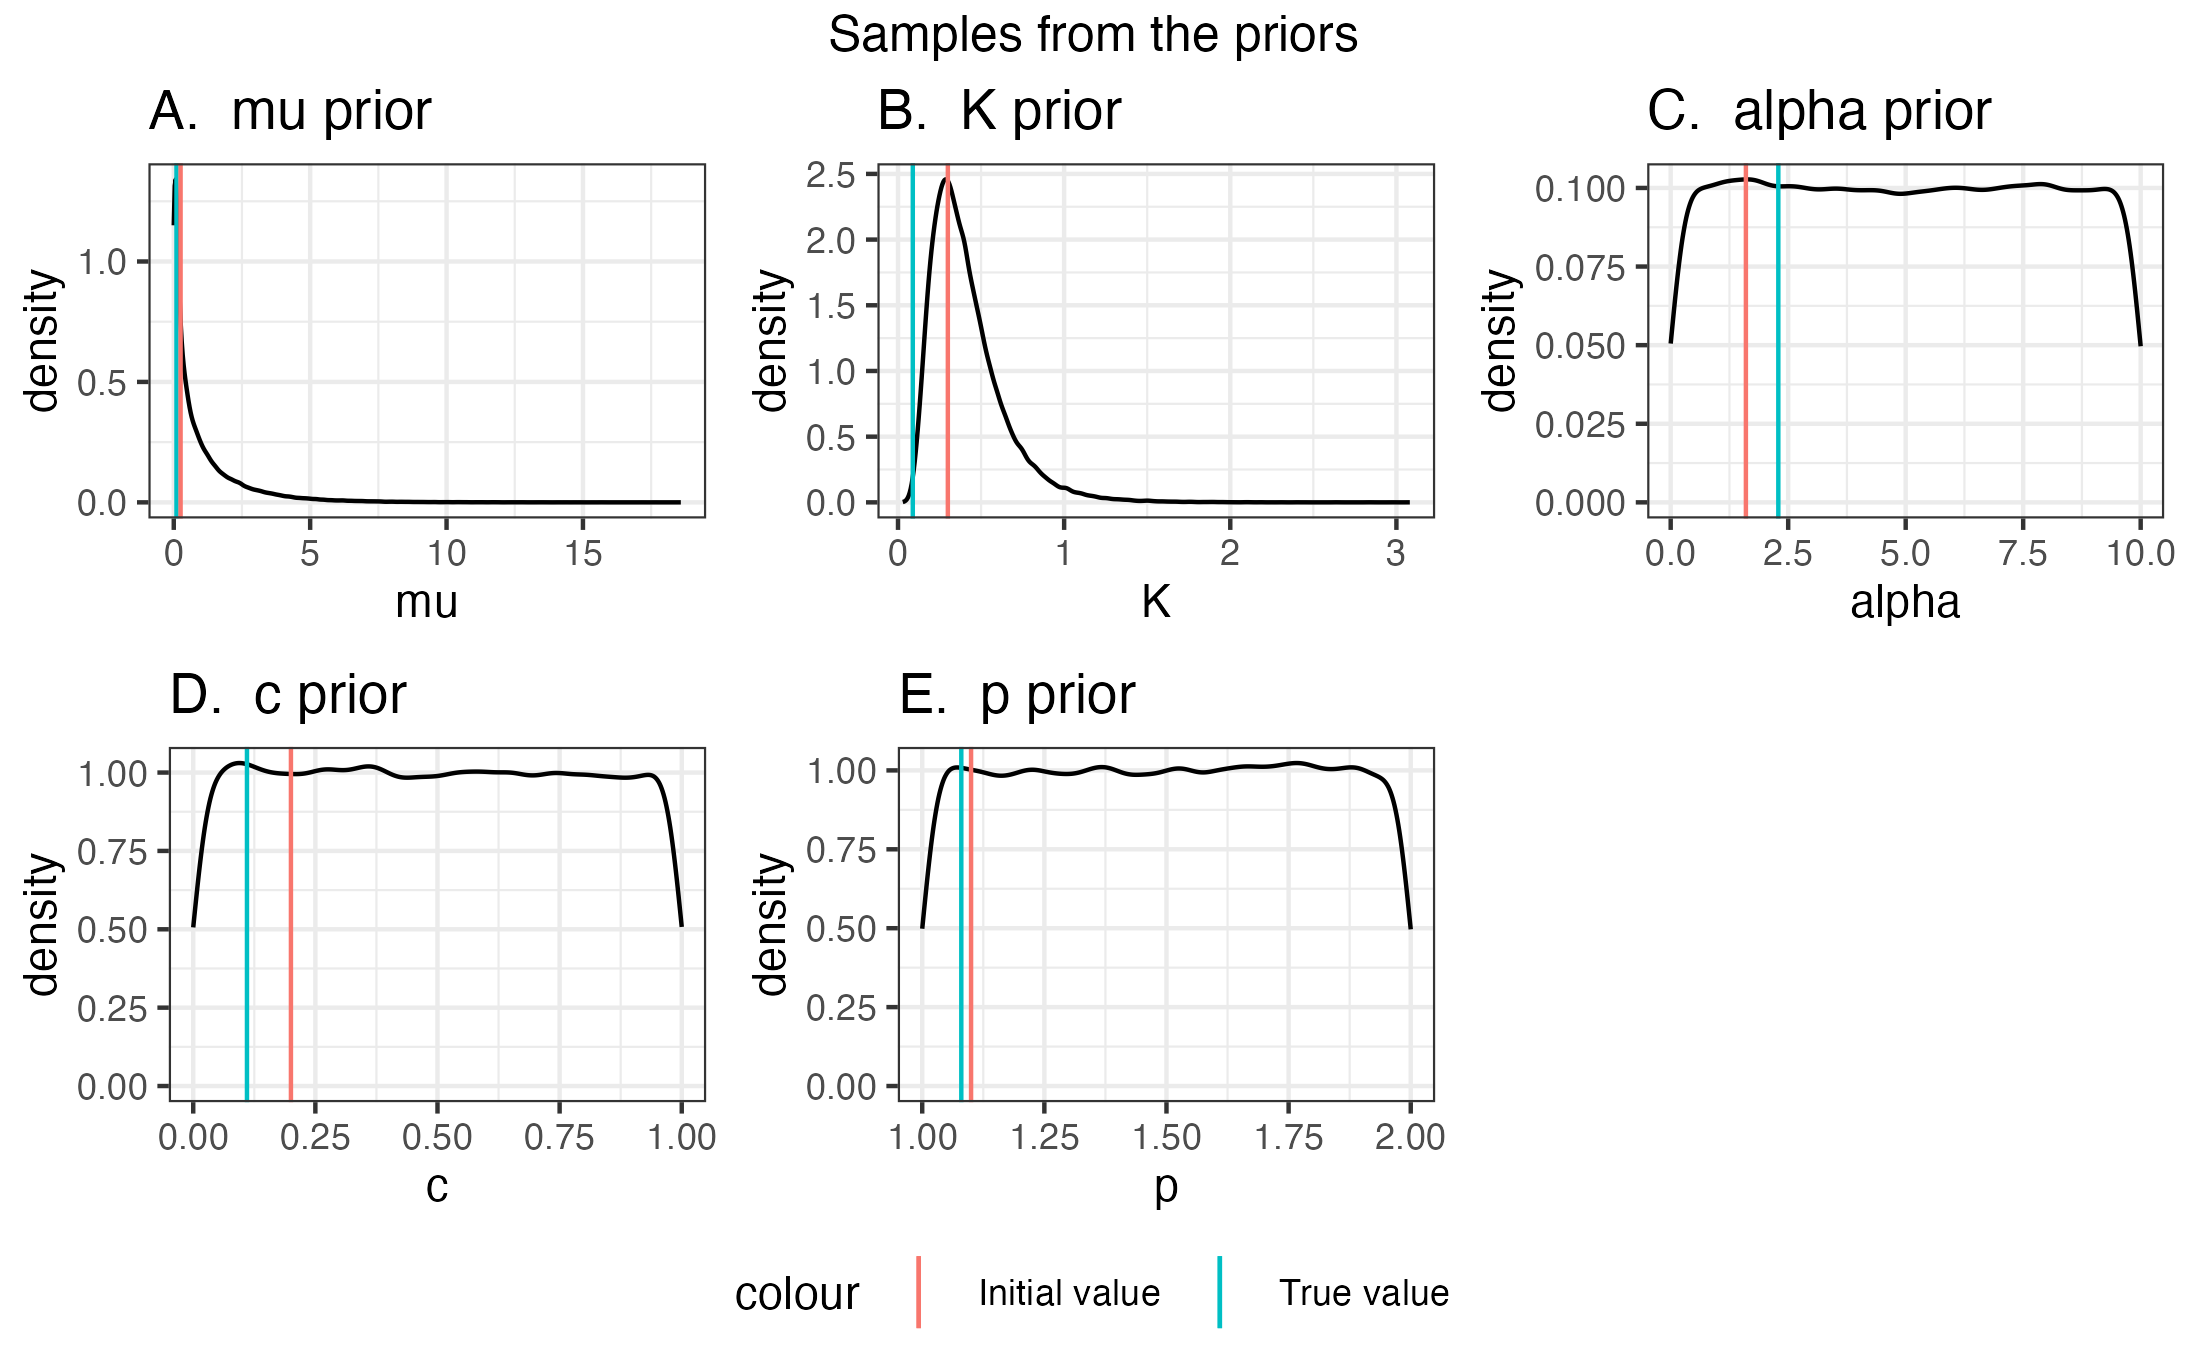 Samples from the priors
A. mu prior
B. K prior
C. alpha prior
density
1.0
0.5
0.0
0 5 10 15
mu
density
2.5
2.0
1.5
1.0
0.5
0.0
0 1 2 3
K
density
0.100
0.075
0.050
0.025
0.000
0.0 2.5 5.0 7.5 10.0
alpha
D. c prior
E. p prior
density
1.00
0.75
0.50
0.25
0.00
0.00 0.25 0.50 0.75 1.00
c
density
1.00
0.75
0.50
0.25
0.00
1.00 1.25 1.50 1.75 2.00
p
colour Initial value True value